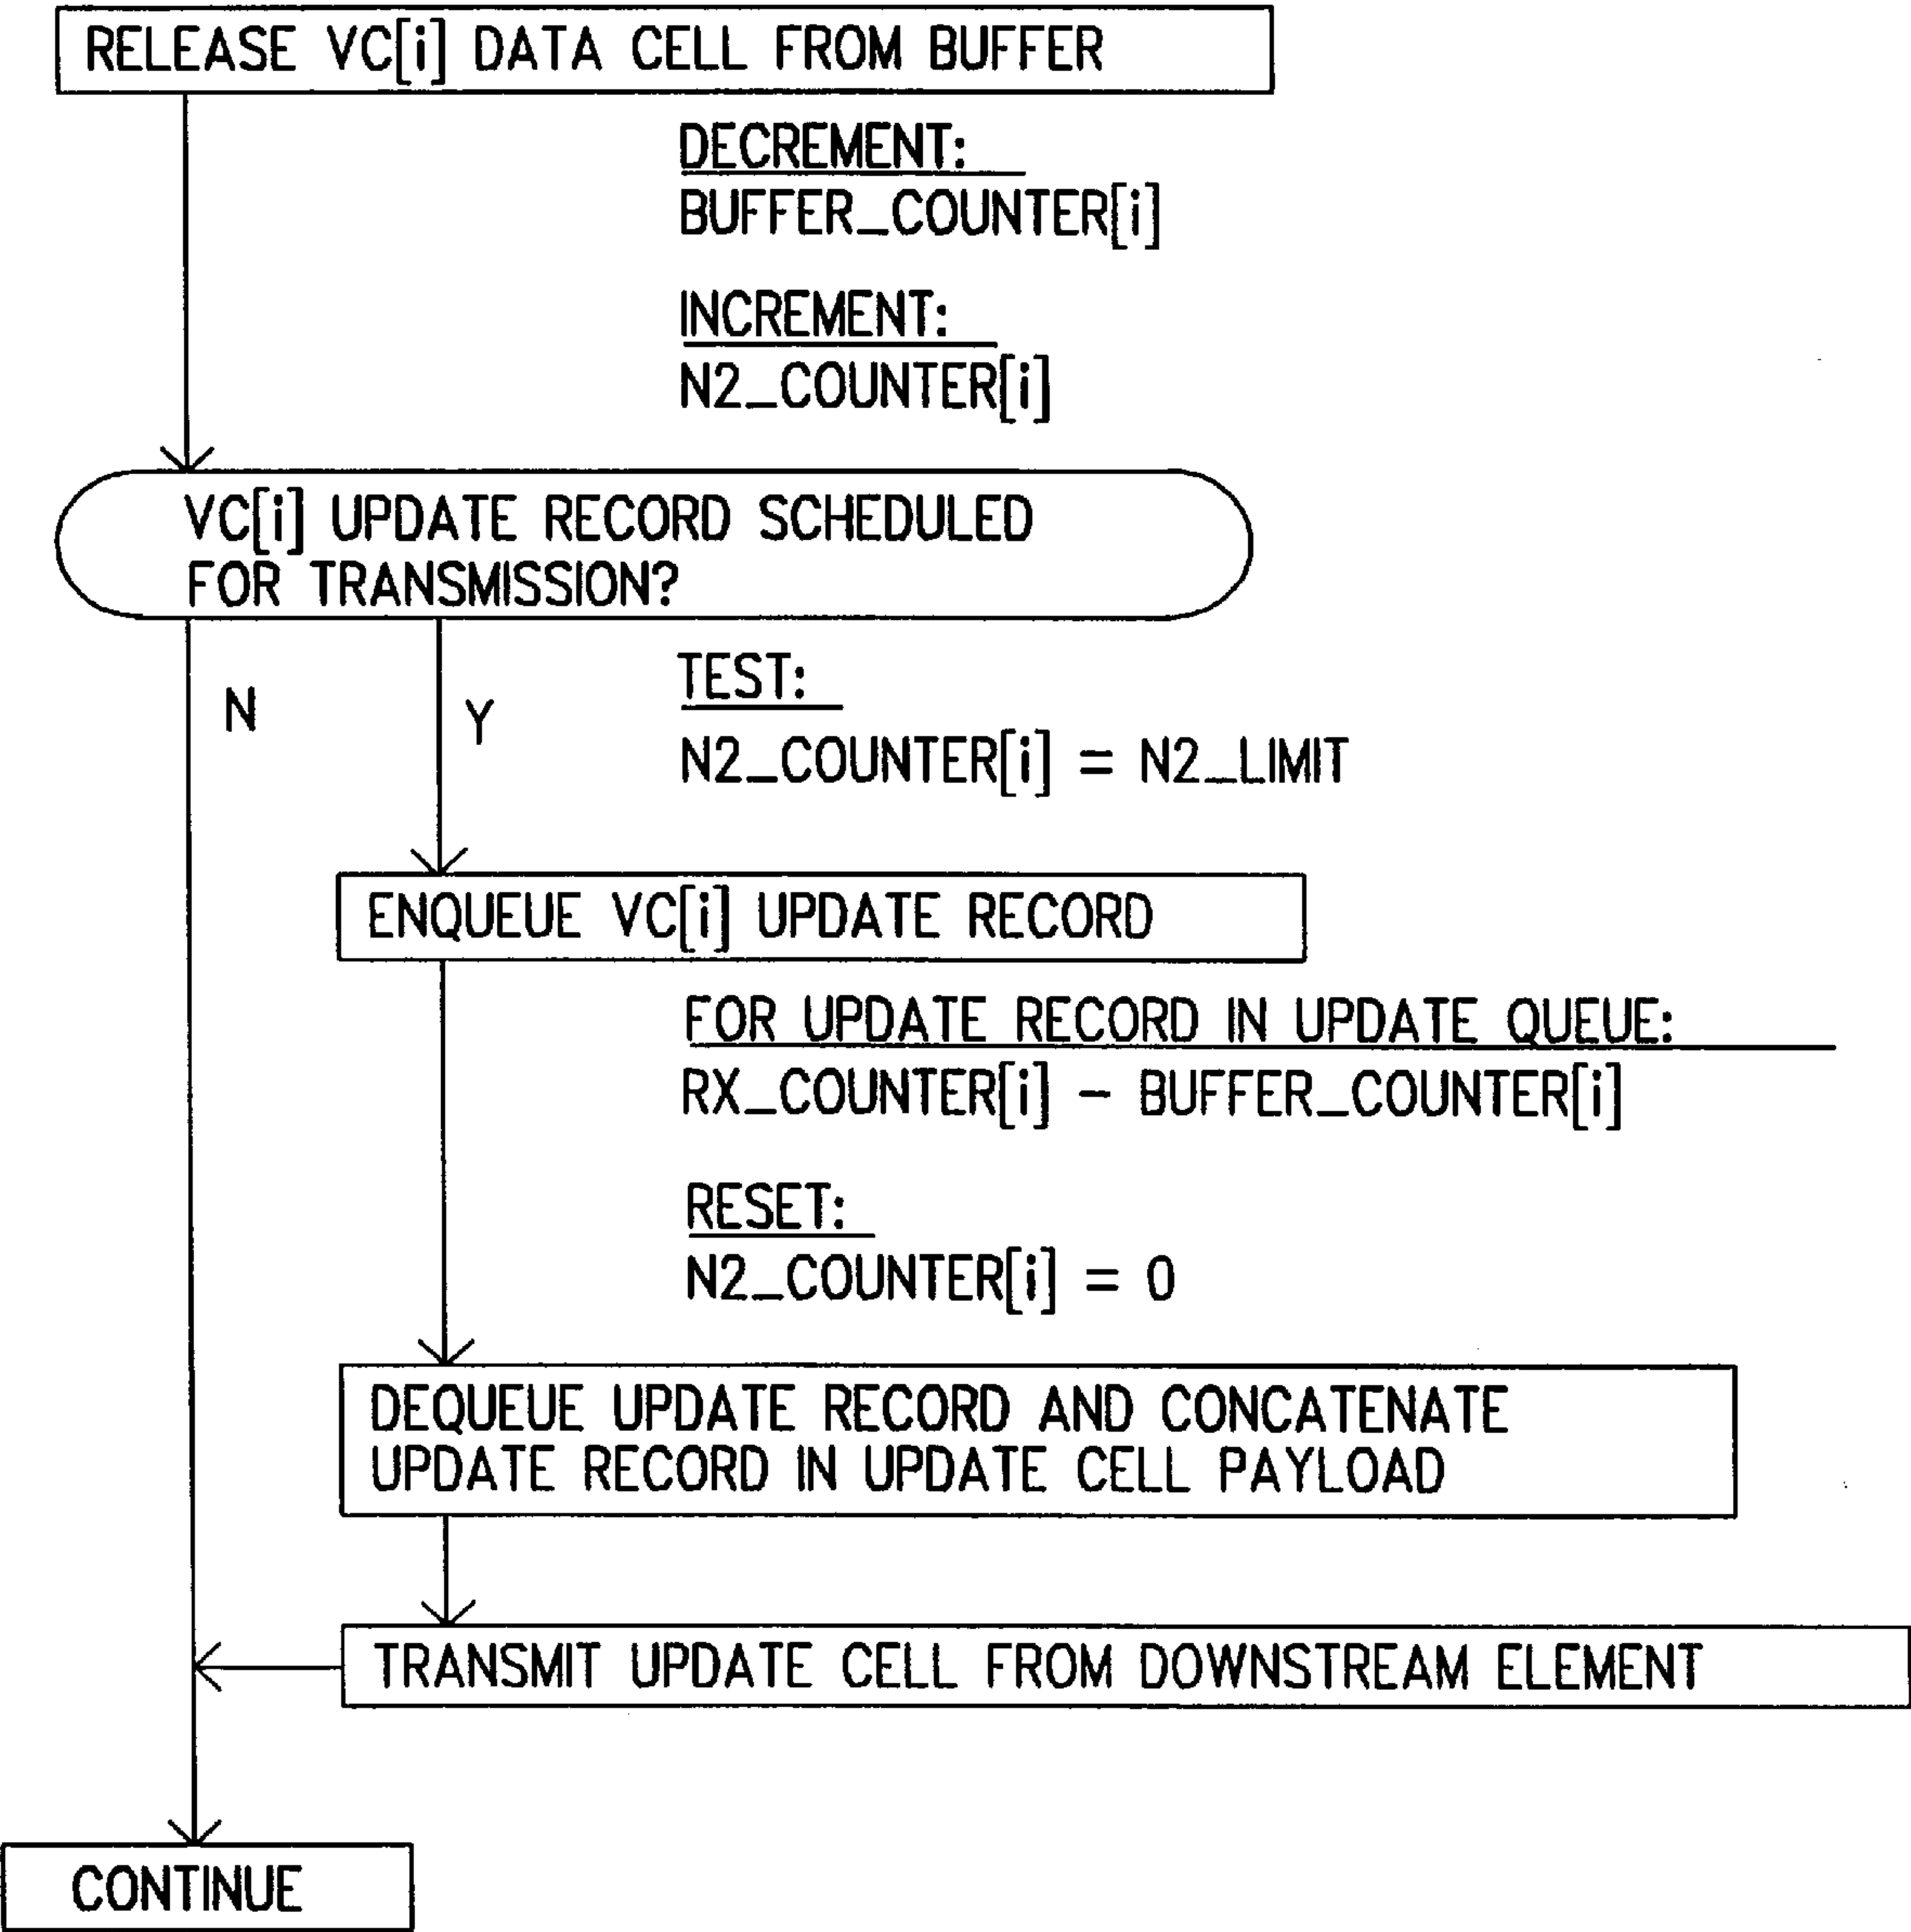 RELEASE VC[i] DATA CELL FROM BUFFER
DECREMENT:
BUFFER_COUNTER[i]
INCREMENT:
N2_COUNTER[i]
VC[i] UPDATE RECORD SCHEDULED
FOR TRANSMISSION?
N
Y
TEST:
N2_COUNTER[i] = N2_LIMIT
ENQUEUE VC[i] UPDATE RECORD
FOR UPDATE RECORD IN UPDATE QUEUE:
RX_COUNTER[i] - BUFFER_COUNTER[i]
RESET:
N2_COUNTER[i] = 0
DEQUEUE UPDATE RECORD AND CONCATENATE
UPDATE RECORD IN UPDATE CELL PAYLOAD
TRANSMIT UPDATE CELL FROM DOWNSTREAM ELEMENT
CONTINUE